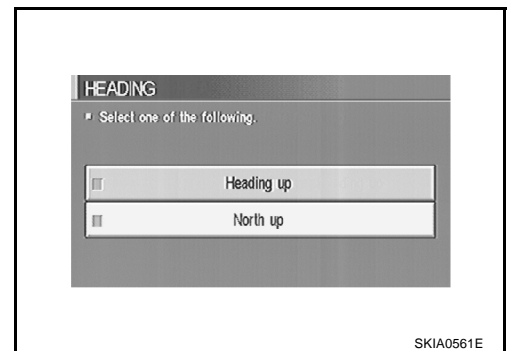 HEADING
Select one of the following.
Heading up
North up
SKIA0561E